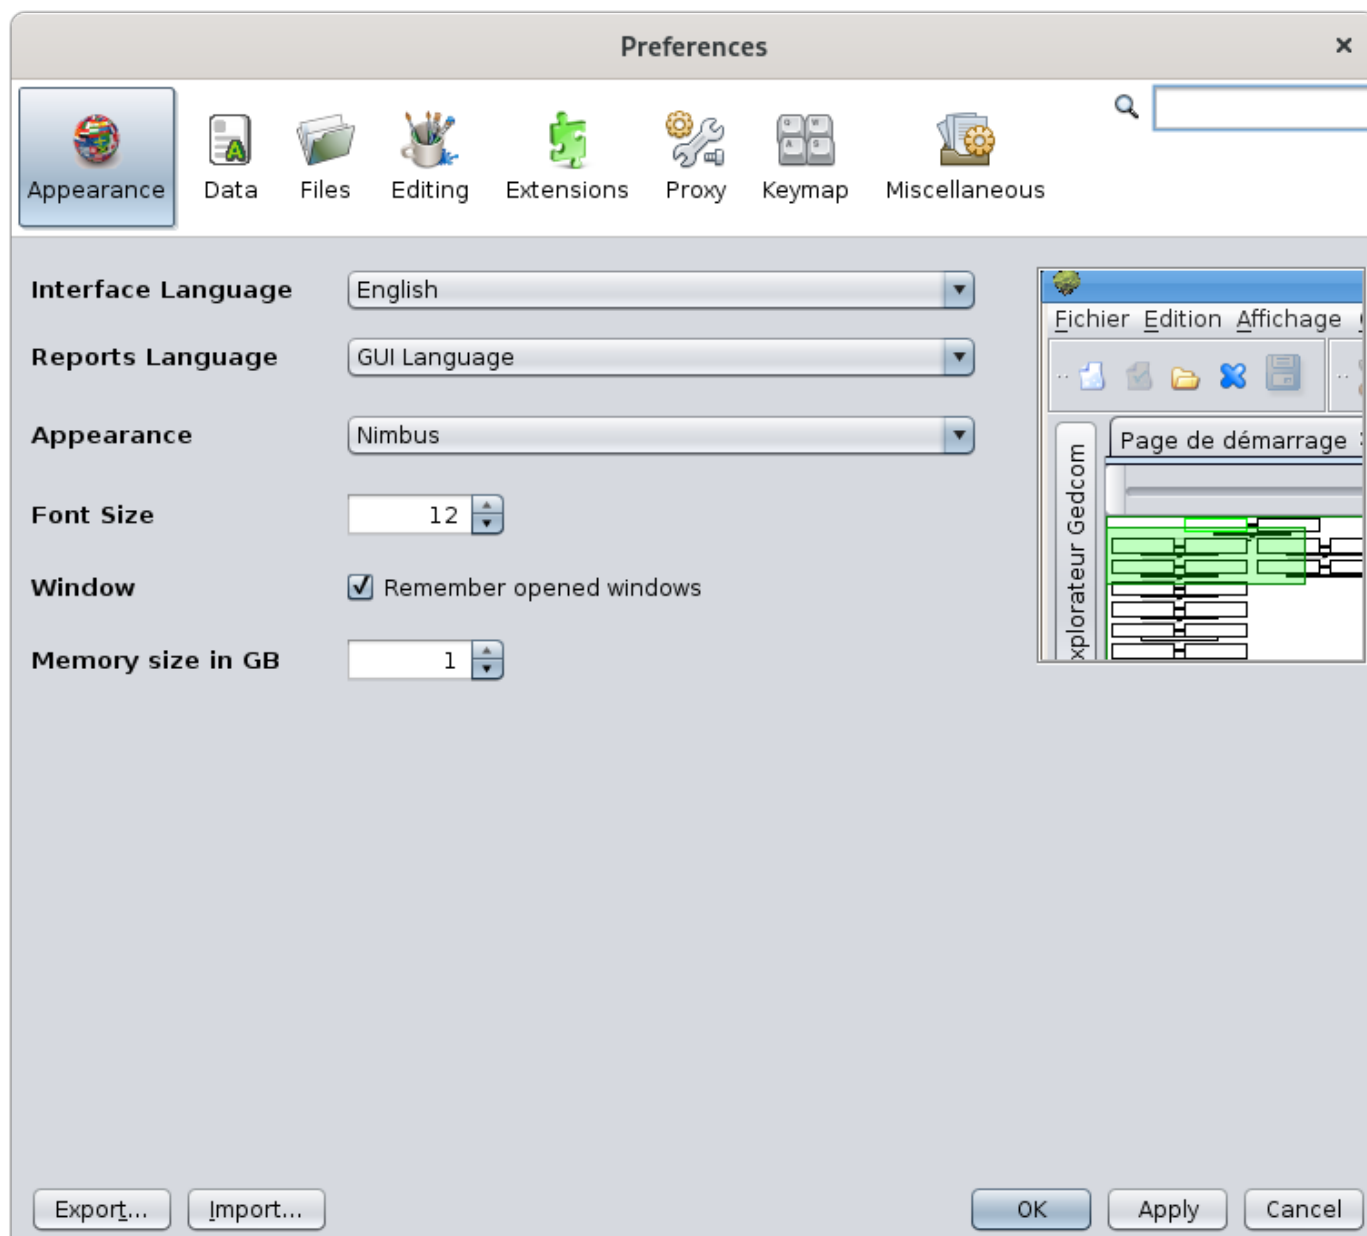 Preferences
Appearance Data Files Editing Extensions Proxy Keymap Miscellaneous
Interface Language English
Reports Language GUI Language
Appearance Nimbus
Font Size 12
Window Remember opened windows
Memory size in GB 1
Fichier Edition Affichage
Page de démarrage
xplorateur Gedcom
Export... Import... OK Apply Cancel